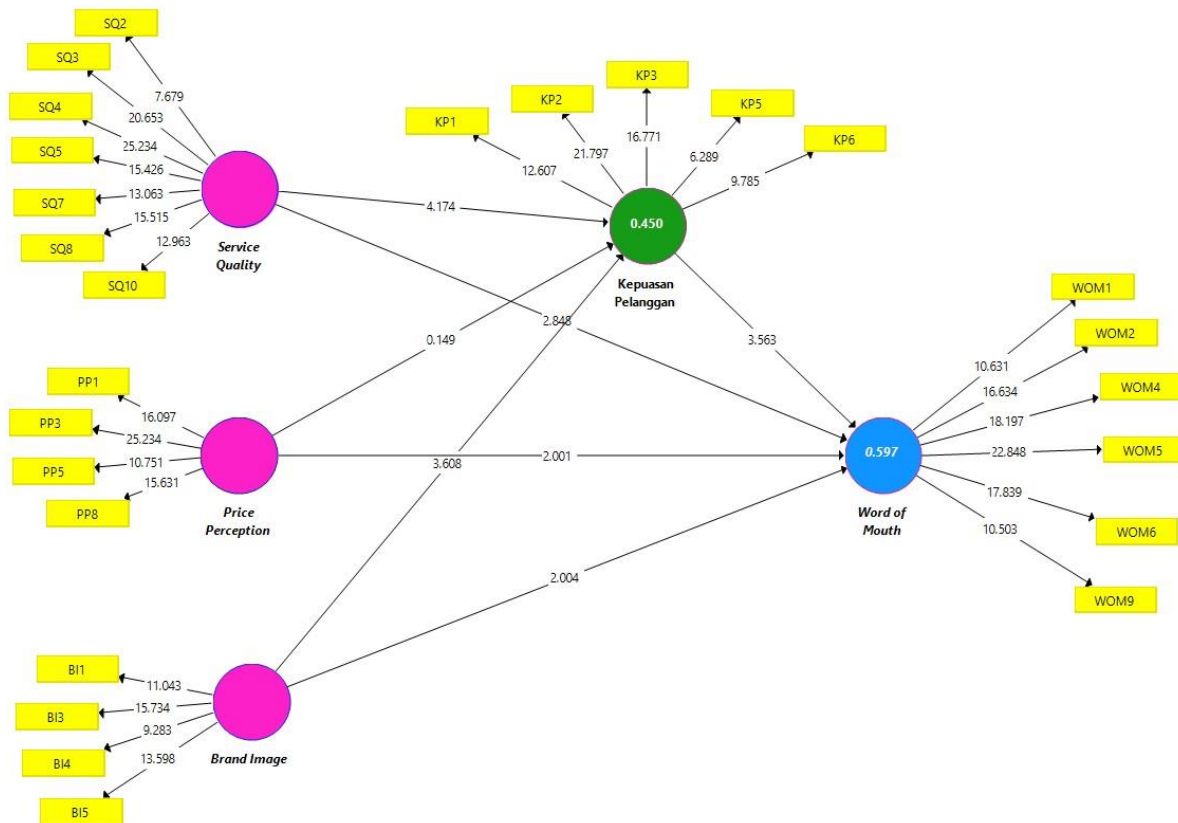 SQ2
SQ3
SQ4
SQ5
SQ7
SQ8
SQ10
7.679
20.653
25.234
15.426
13.063
15.515
12.963
Service
Quality
KP1
KP2
KP3
KP5
KP6
12.607
21.797
16.771
6.289
9.785
0.450
Kepuasan
Pelanggan
4.174
2.848
0.149
3.608
2.001
2.004
3.563
PP1
PP3
PP5
PP8
16.097
25.234
10.751
15.631
Price
Perception
BI1
BI3
BI4
BI5
11.043
15.734
9.283
13.598
Brand Image
0.597
Word of
Mouth
WOM1
WOM2
WOM4
WOM5
WOM6
WOM9
10.631
16.634
18.197
22.848
17.839
10.503